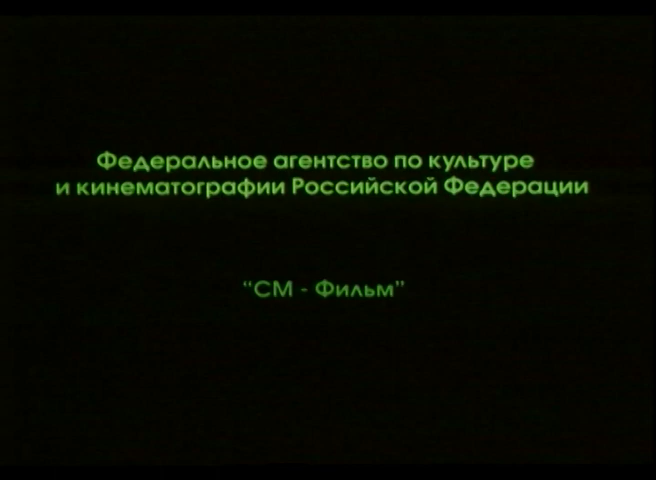 Федеральное агентство по культуре
и кинематографии Российской Федерации
"СМ - Фильм"